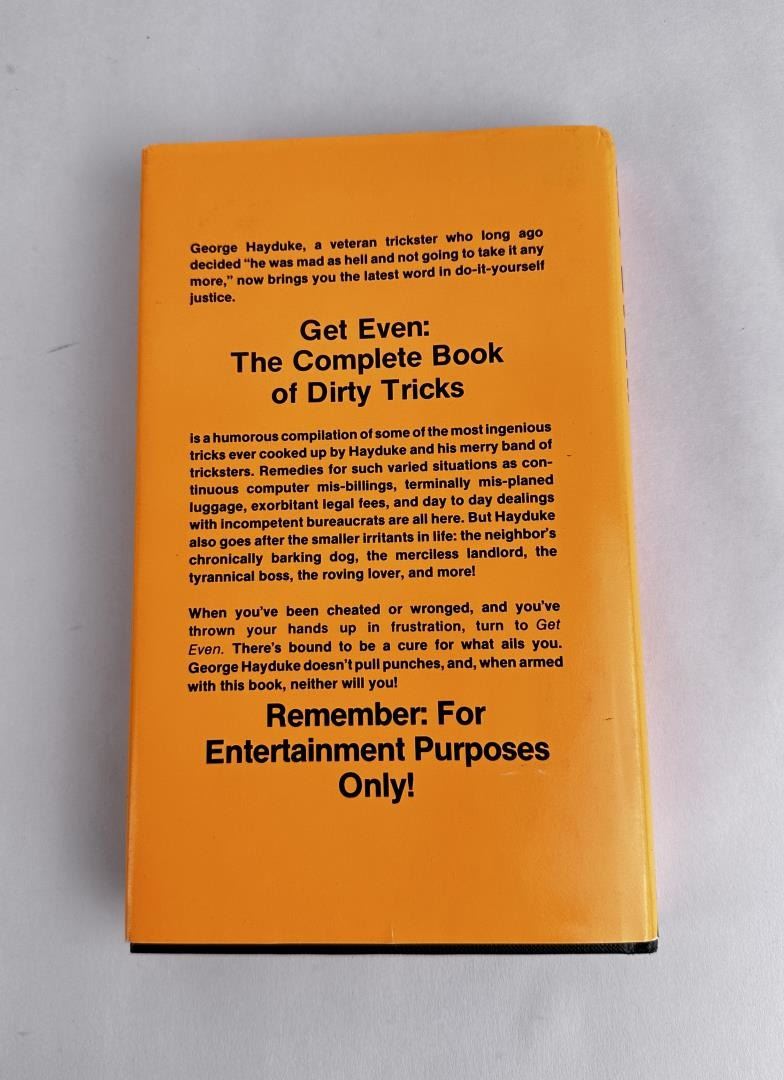 George Hayduke, a veteran trickster who long ago
decided "he was mad as hell and not going to take it any
more," now brings you the latest word in do-it-yourself
justice.
Get Even:
The Complete Book
of Dirty Tricks
is a humorous compilation of some of the most ingenious
tricks ever cooked up by Hayduke and his merry band of
tricksters. Remedies for such varied situations as con-
tinuous computer mis-billings, terminally mis-planed
luggage, exorbitant legal fees, and day to day dealings
with incompetent bureaucrats are all here. But Hayduke
also goes after the smaller irritants in life: the neighbor's
chronically barking dog, the merciless landlord, the
tyrannical boss, the roving lover, and more!
When you've been cheated or wronged, and you've
thrown your hands up in frustration, turn to Get
Even. There's bound to be a cure for what ails you.
George Hayduke doesn't pull punches, and, when armed
with this book, neither will you!
Remember: For
Entertainment Purposes
Only!